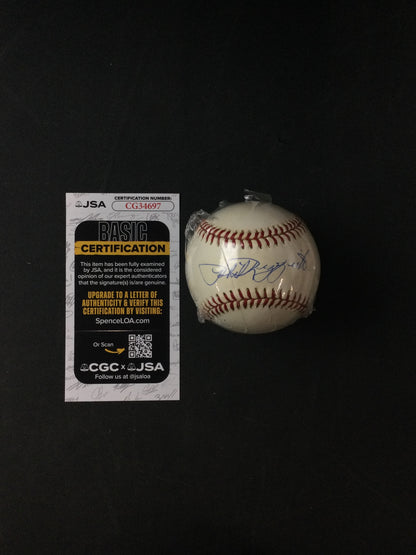 JSA
CERTIFICATION NUMBER:
CG34697
BASIC
CERTIFICATION
This item has been fully examined
by JSA, and it is the considered
opinion of our expert authenticators
that the signature(s) is/are genuine.
UPGRADE TO A LETTER OF
AUTHENTICITY & VERIFY THIS
CERTIFICATION BY VISITING:
SpenceLOA.com
Or Scan
CGC x JSA
Follow us at @jsaloa
Phil Rizzuto